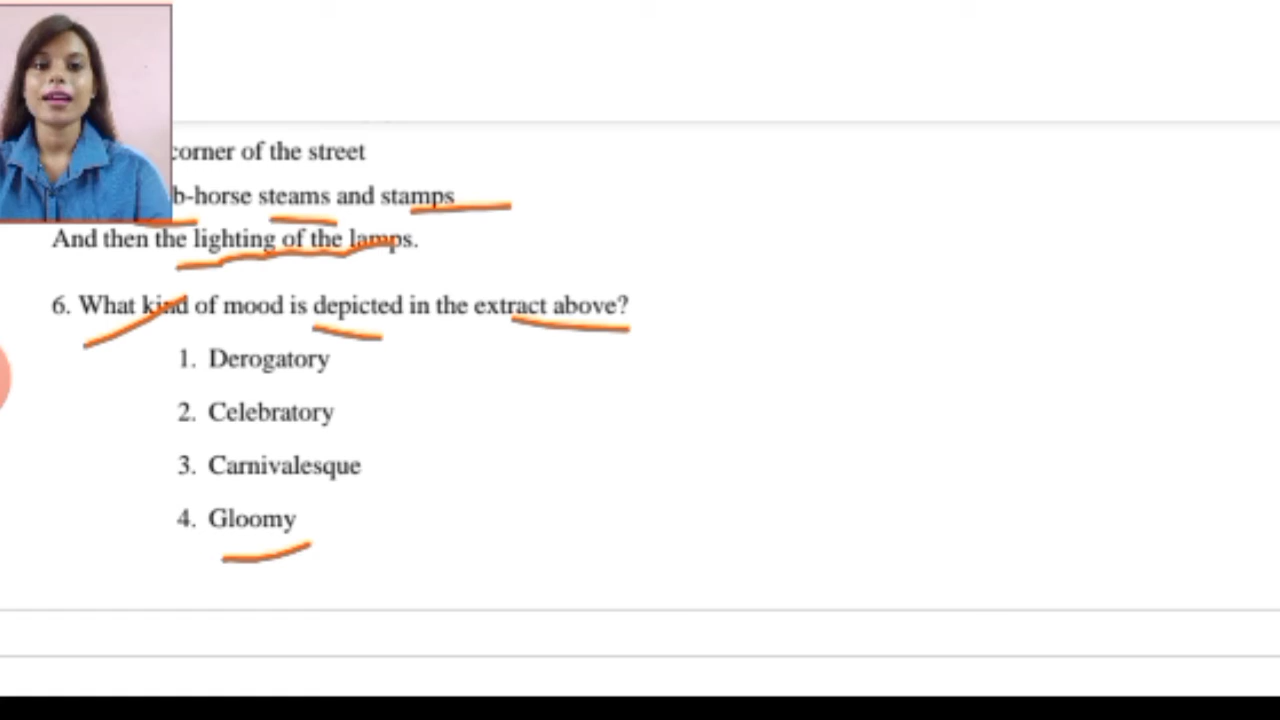 corner of the street
b-horse steams and stamps
And then the lighting of the lamps.
6. What kind of mood is depicted in the extract above?
1. Derogatory
2. Celebratory
3. Carnivalesque
4. Gloomy